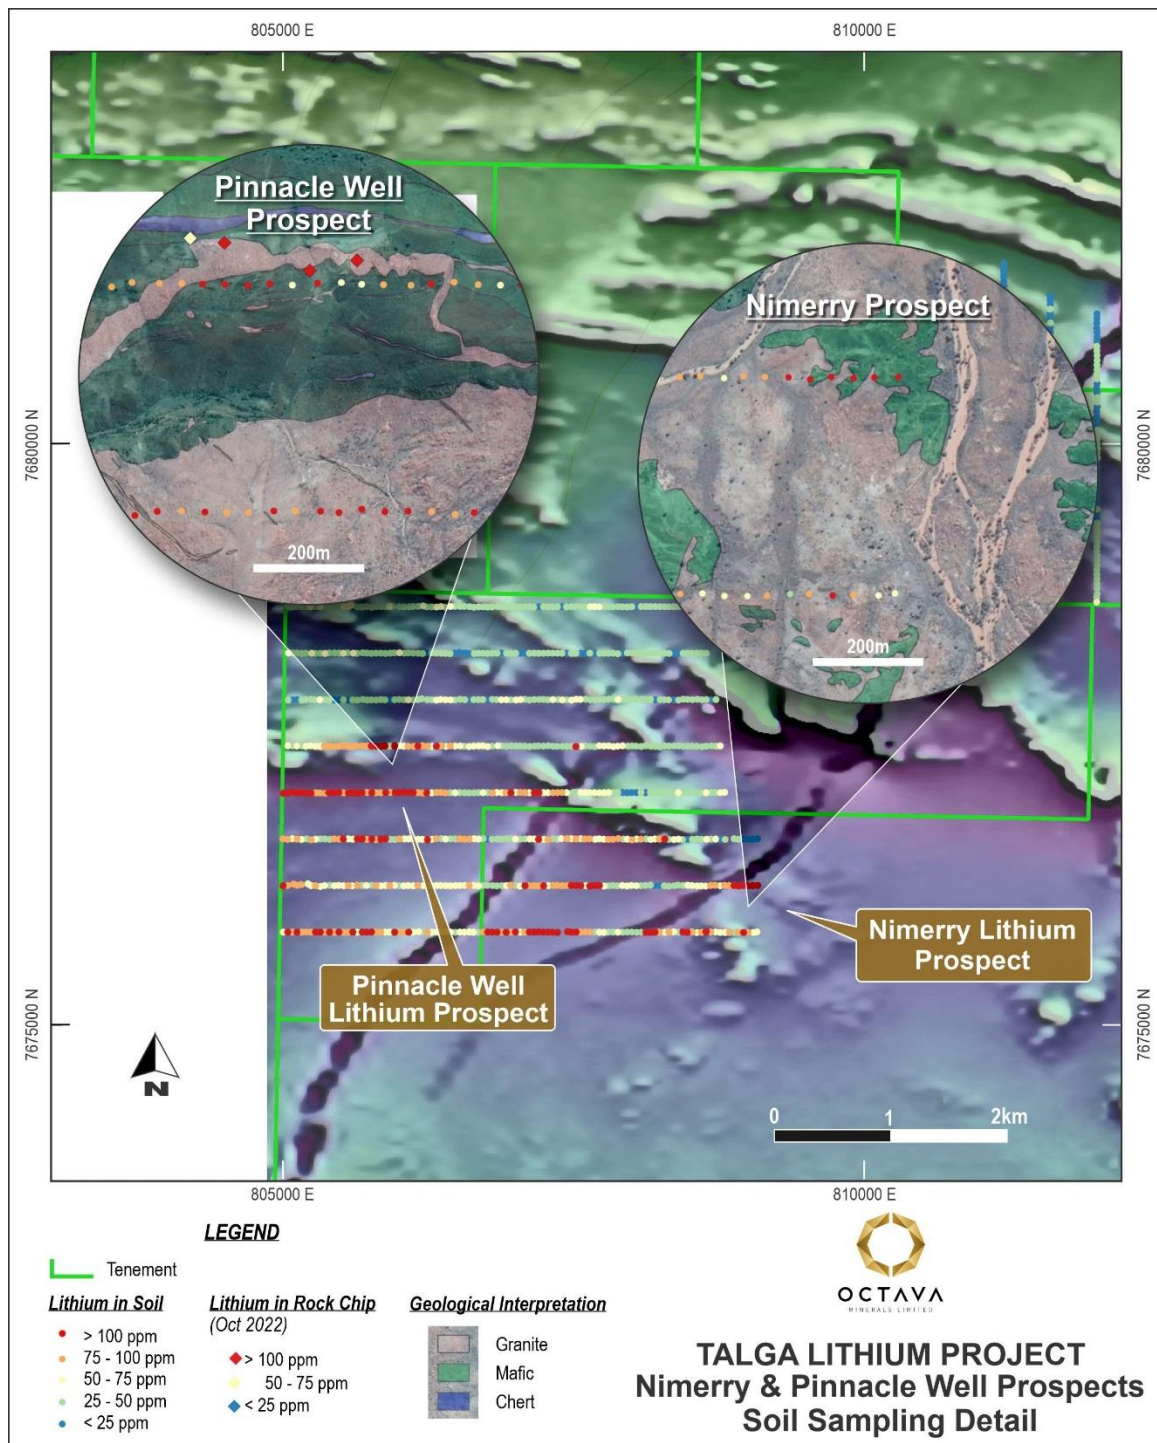 805000 E
810000 E
Pinnacle Well
Prospect
200m
Nimerry Prospect
200m
7680000 N
7680000 N
Nimerry Lithium
Prospect
Pinnacle Well
Lithium Prospect
7675000 N
7675000 N
N
0 1 2km
805000 E
810000 E
LEGEND
Tenement
Lithium in Soil
> 100 ppm
75 - 100 ppm
50 - 75 ppm
25 - 50 ppm
< 25 ppm
Lithium in Rock Chip
(Oct 2022)
> 100 ppm
50 - 75 ppm
< 25 ppm
Geological Interpretation
Granite
Mafic
Chert
OCTAVA
MINERALS LIMITED
TALGA LITHIUM PROJECT
Nimerry & Pinnacle Well Prospects
Soil Sampling Detail